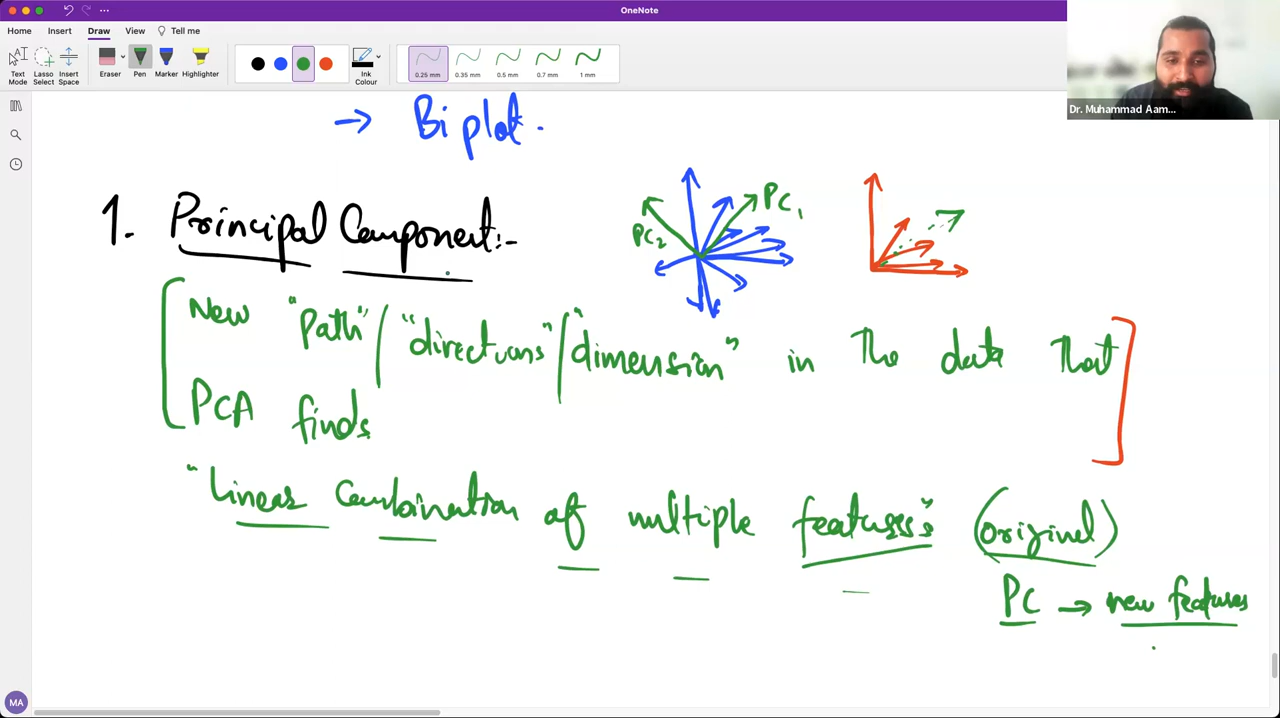 OneNote
Home Insert Draw View Tell me
Text Mode Lasso Select Insert Space Eraser Pen Marker Highlighter Ink Colour 0.25 mm 0.35 mm 0.5 mm 0.7 mm 1 mm
Dr. Muhammad Aam...
→ Bi plot.
1. Principal Component:-
PC2 PC1
New "Path" / "directions" / "dimension" in the data that
PCA finds
"Linear Combination of multiple features" (original)
PC → new features
MA